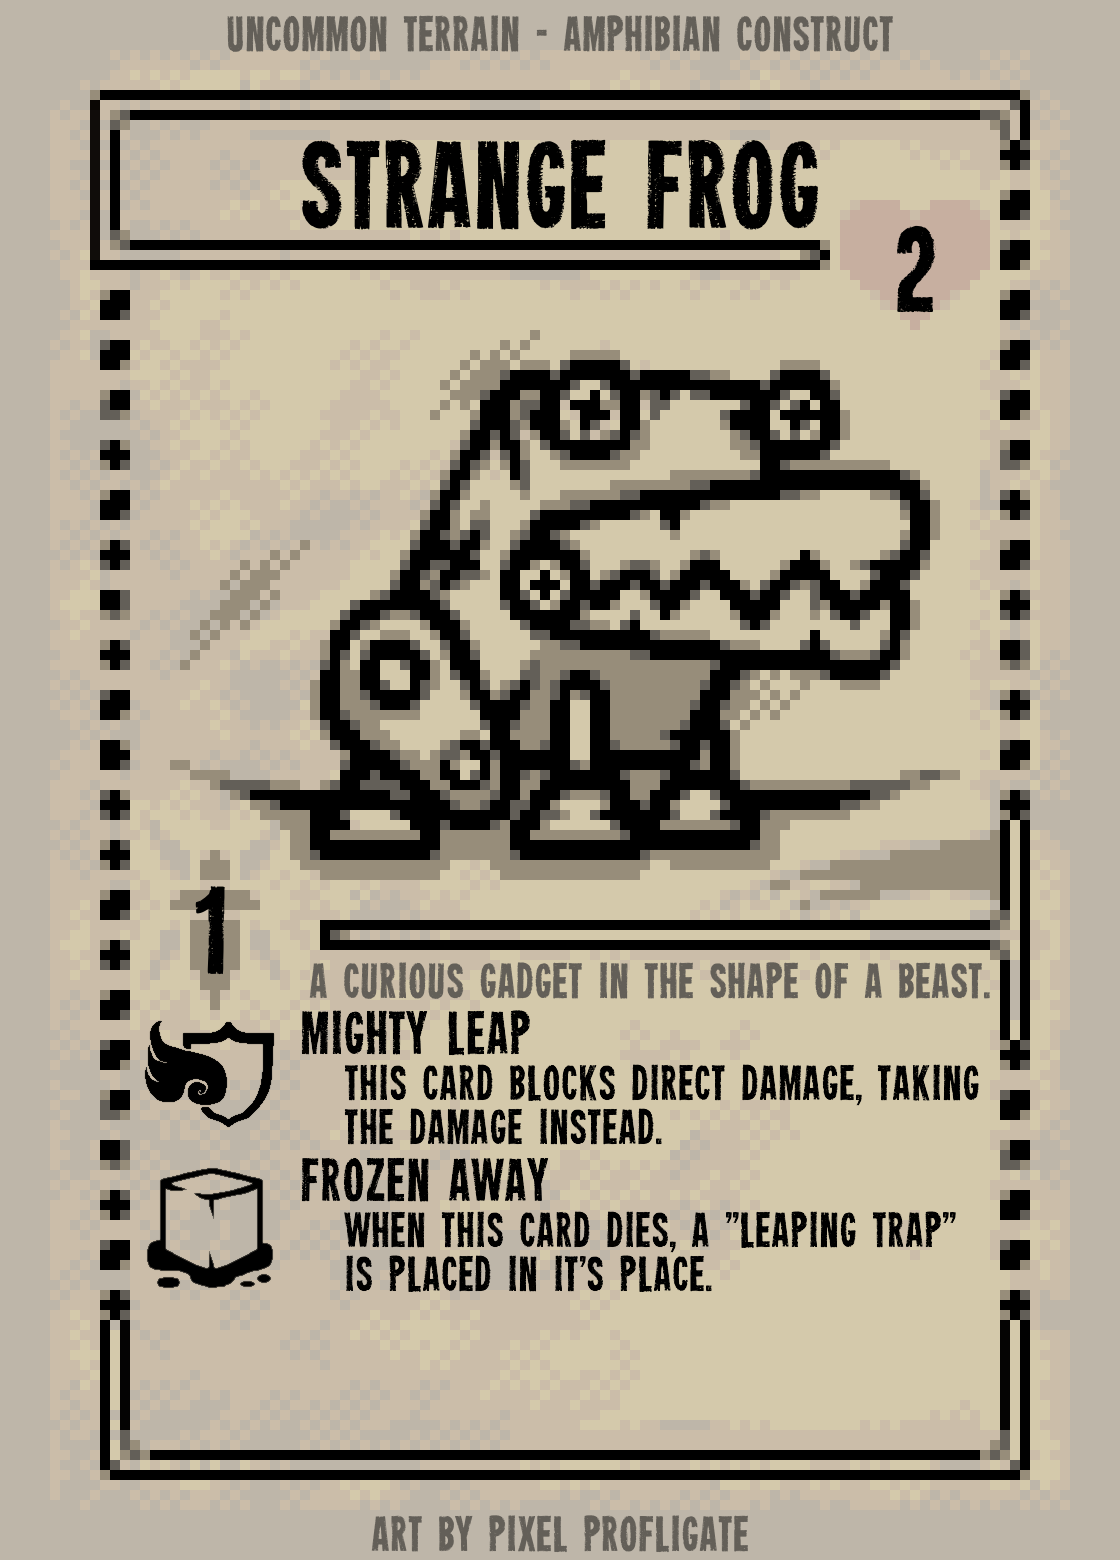 UNCOMMON TERRAIN - AMPHIBIAN CONSTRUCT
STRANGE FROG
2
1
A CURIOUS GADGET IN THE SHAPE OF A BEAST.
MIGHTY LEAP
THIS CARD BLOCKS DIRECT DAMAGE, TAKING
THE DAMAGE INSTEAD.
FROZEN AWAY
WHEN THIS CARD DIES, A ”LEAPING TRAP”
IS PLACED IN IT’S PLACE.
ART BY PIXEL PROFLIGATE